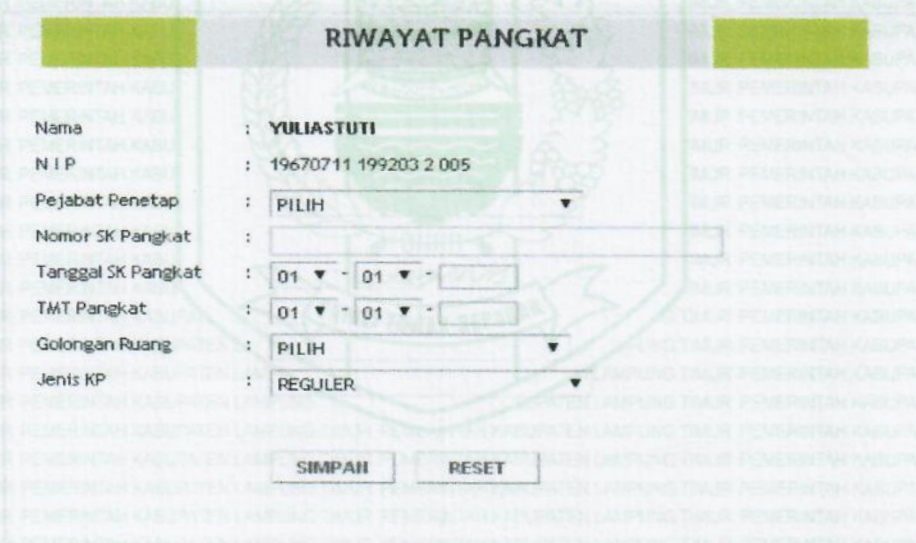 RIWAYAT PANGKAT
Nama : YULIASTUTI
N I P : 19670711 199203 2 005
Pejabat Penetap : PILIH
Nomor SK Pangkat :
Tanggal SK Pangkat : 01 - 01 -
TMT Pangkat : 01 - 01 -
Golongan Ruang : PILIH
Jenis KP : REGULER
SIMPAN RESET